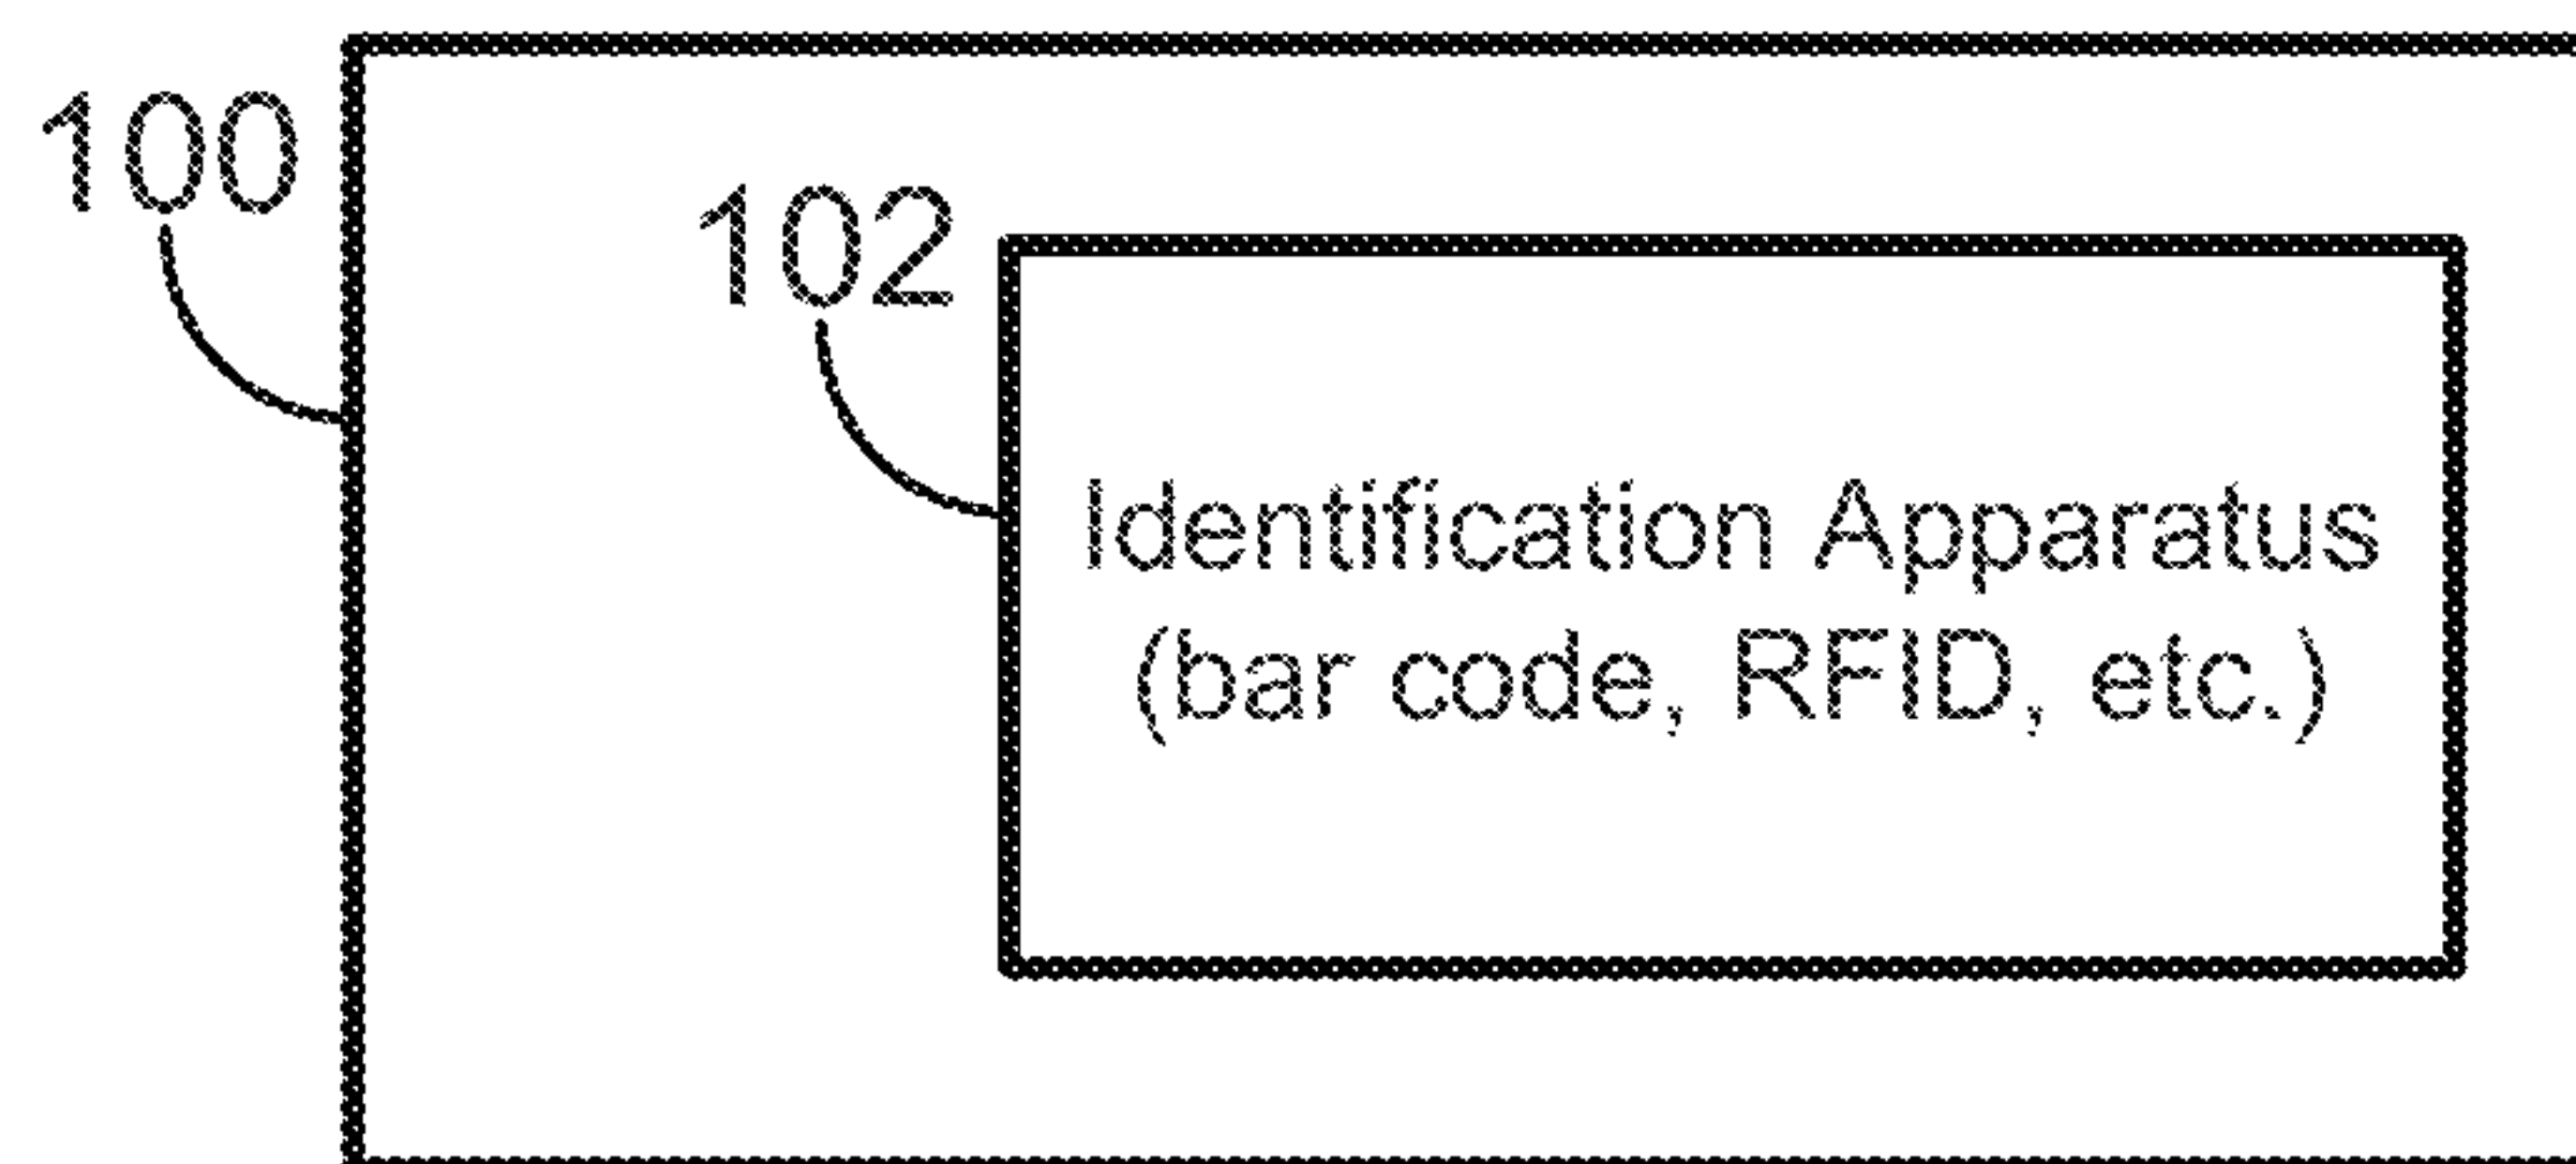 100
102
Identification Apparatus
(bar code, RFID, etc.)